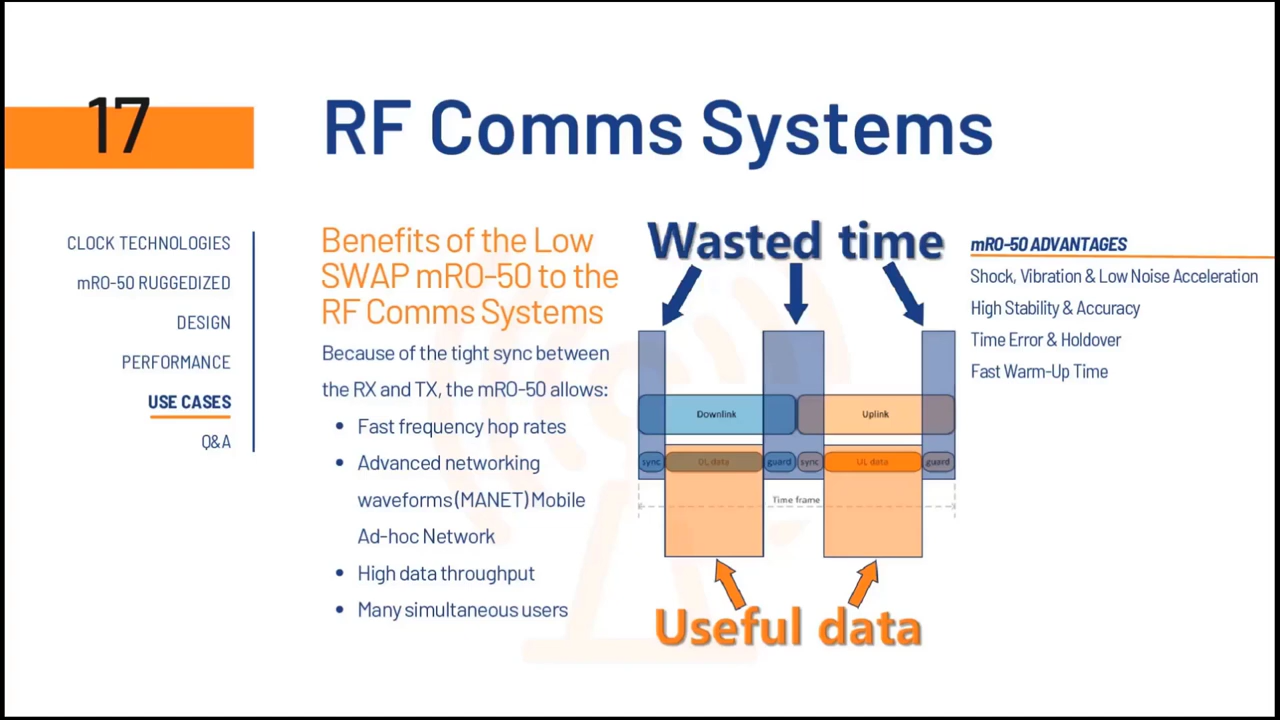 17
RF Comms Systems
CLOCK TECHNOLOGIES
mRO-50 RUGGEDIZED
DESIGN
PERFORMANCE
USE CASES
Q&A
Benefits of the Low
SWAP mRO-50 to the
RF Comms Systems
Because of the tight sync between
the RX and TX, the mRO-50 allows:
• Fast frequency hop rates
• Advanced networking
waveforms (MANET) Mobile
Ad-hoc Network
• High data throughput
• Many simultaneous users
Wasted time
Downlink
Uplink
sync
DL data
guard
sync
UL data
guard
Time frame
Useful data
mRO-50 ADVANTAGES
Shock, Vibration & Low Noise Acceleration
High Stability & Accuracy
Time Error & Holdover
Fast Warm-Up Time